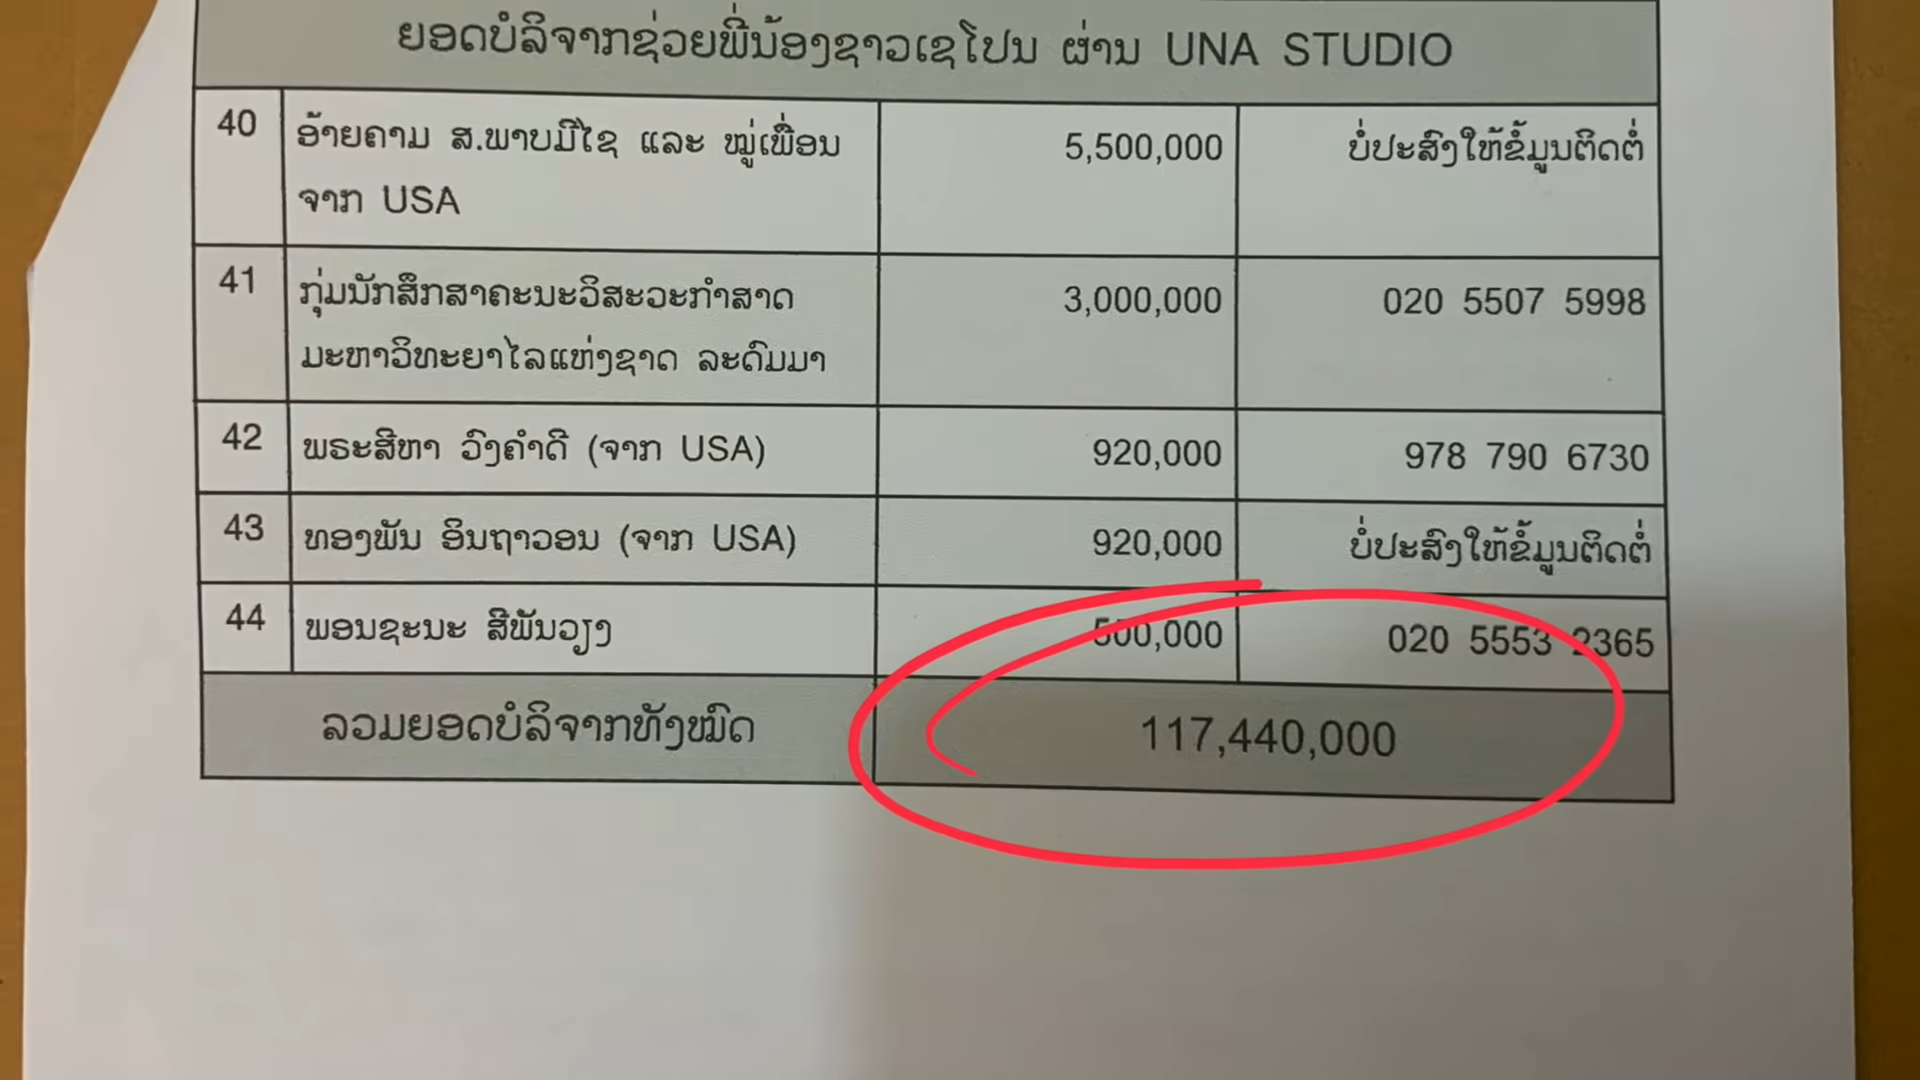 ຍອດບໍລິຈາກຊ່ວຍພີ່ນ້ອງຊາວເຊໂປນ ຜ່ານ UNA STUDIO
40 ອ້າຍຄາມ ສ.ພາບມີໄຊ ແລະ ໝູ່ເພື່ອນ 5,500,000 ບໍ່ປະສົງໃຫ້ຂໍ້ມູນຕິດຕໍ່
ຈາກ USA
41 ກຸ່ມນັກສຶກສາຄະນະວິສະວະກຳສາດ 3,000,000 020 5507 5998
ມະຫາວິທະຍາໄລແຫ່ງຊາດ ລະດົມມາ
42 ພຣະສີຫາ ວົງຄຳດີ (ຈາກ USA) 920,000 978 790 6730
43 ທອງພັນ ອິນຖາວອນ (ຈາກ USA) 920,000 ບໍ່ປະສົງໃຫ້ຂໍ້ມູນຕິດຕໍ່
44 ພອນຊະນະ ສີພັນວຽງ 500,000 020 5553 2365
ລວມຍອດບໍລິຈາກທັງໝົດ 117,440,000